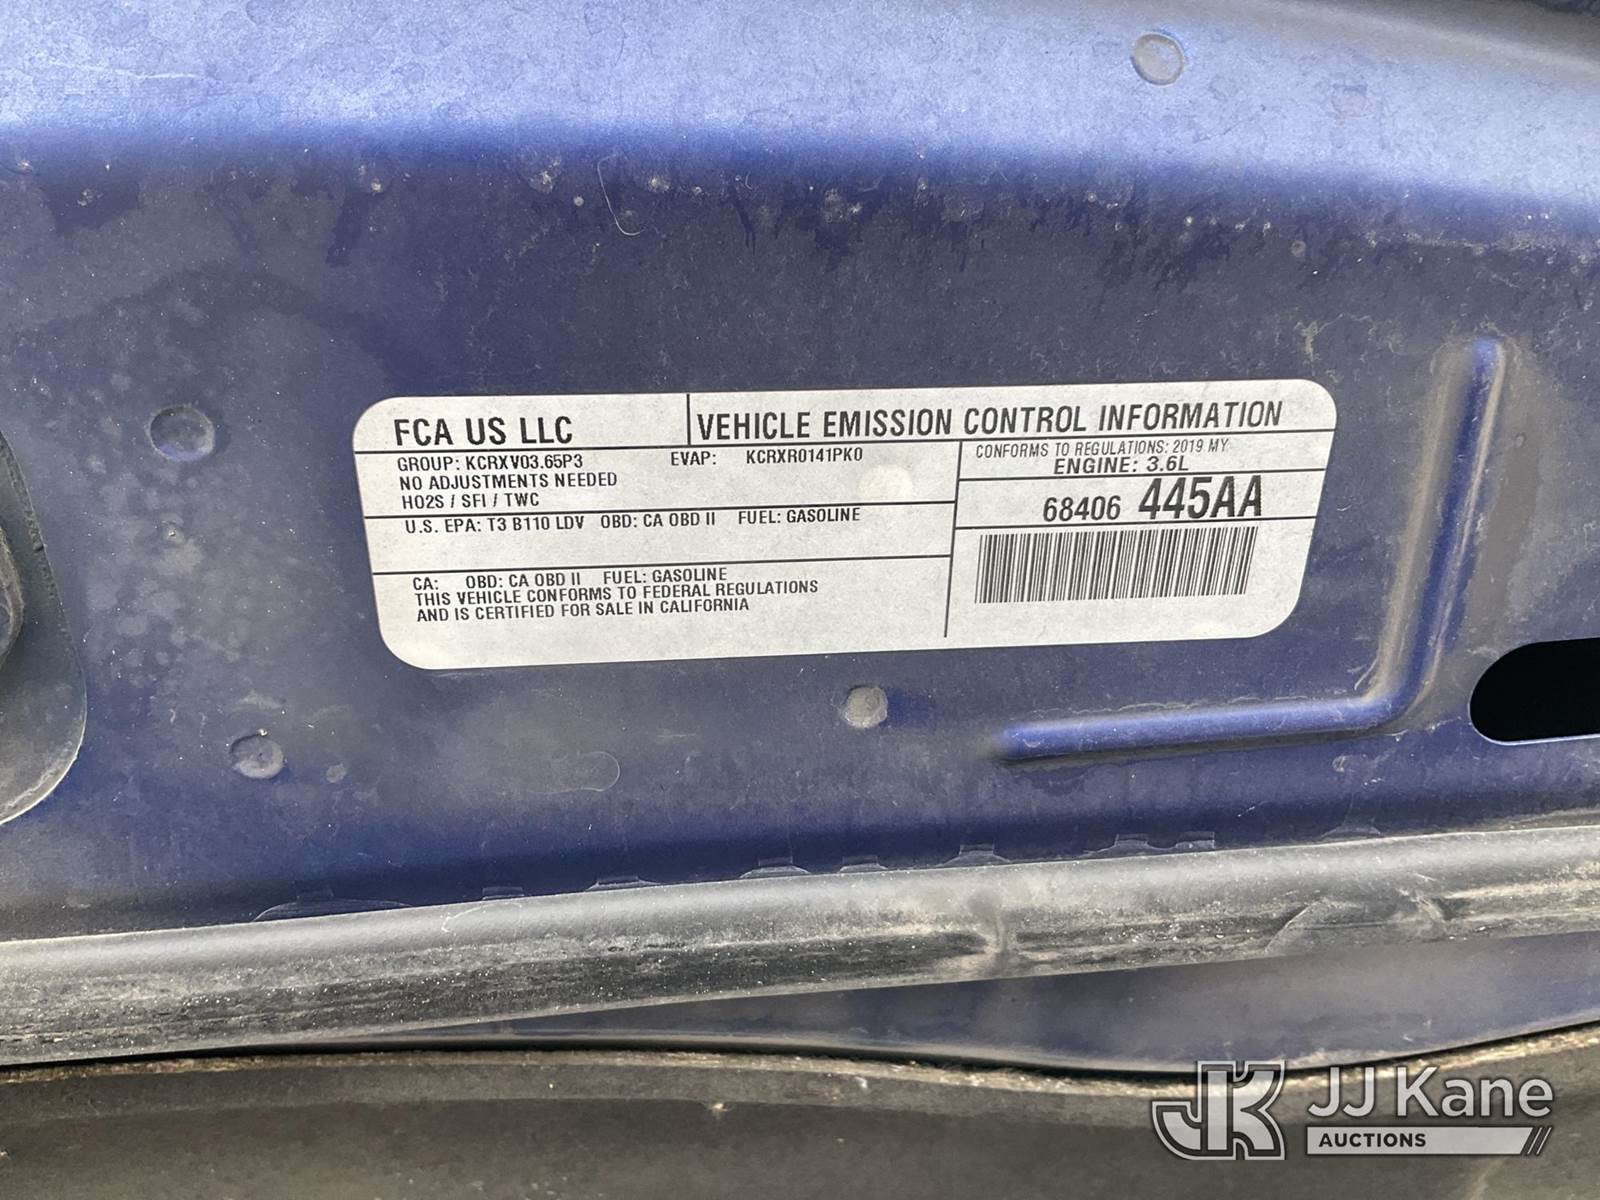 FCA US LLC
VEHICLE EMISSION CONTROL INFORMATION
GROUP: KCRXV03.65P3 EVAP: KCRXR0141PK0
NO ADJUSTMENTS NEEDED
HO2S / SFI / TWC
CONFORMS TO REGULATIONS: 2019 MY
ENGINE: 3.6L
68406 445AA
U.S. EPA: T3 B110 LDV OBD: CA OBD II FUEL: GASOLINE
CA: OBD: CA OBD II FUEL: GASOLINE
THIS VEHICLE CONFORMS TO FEDERAL REGULATIONS
AND IS CERTIFIED FOR SALE IN CALIFORNIA
JK JJ Kane
AUCTIONS